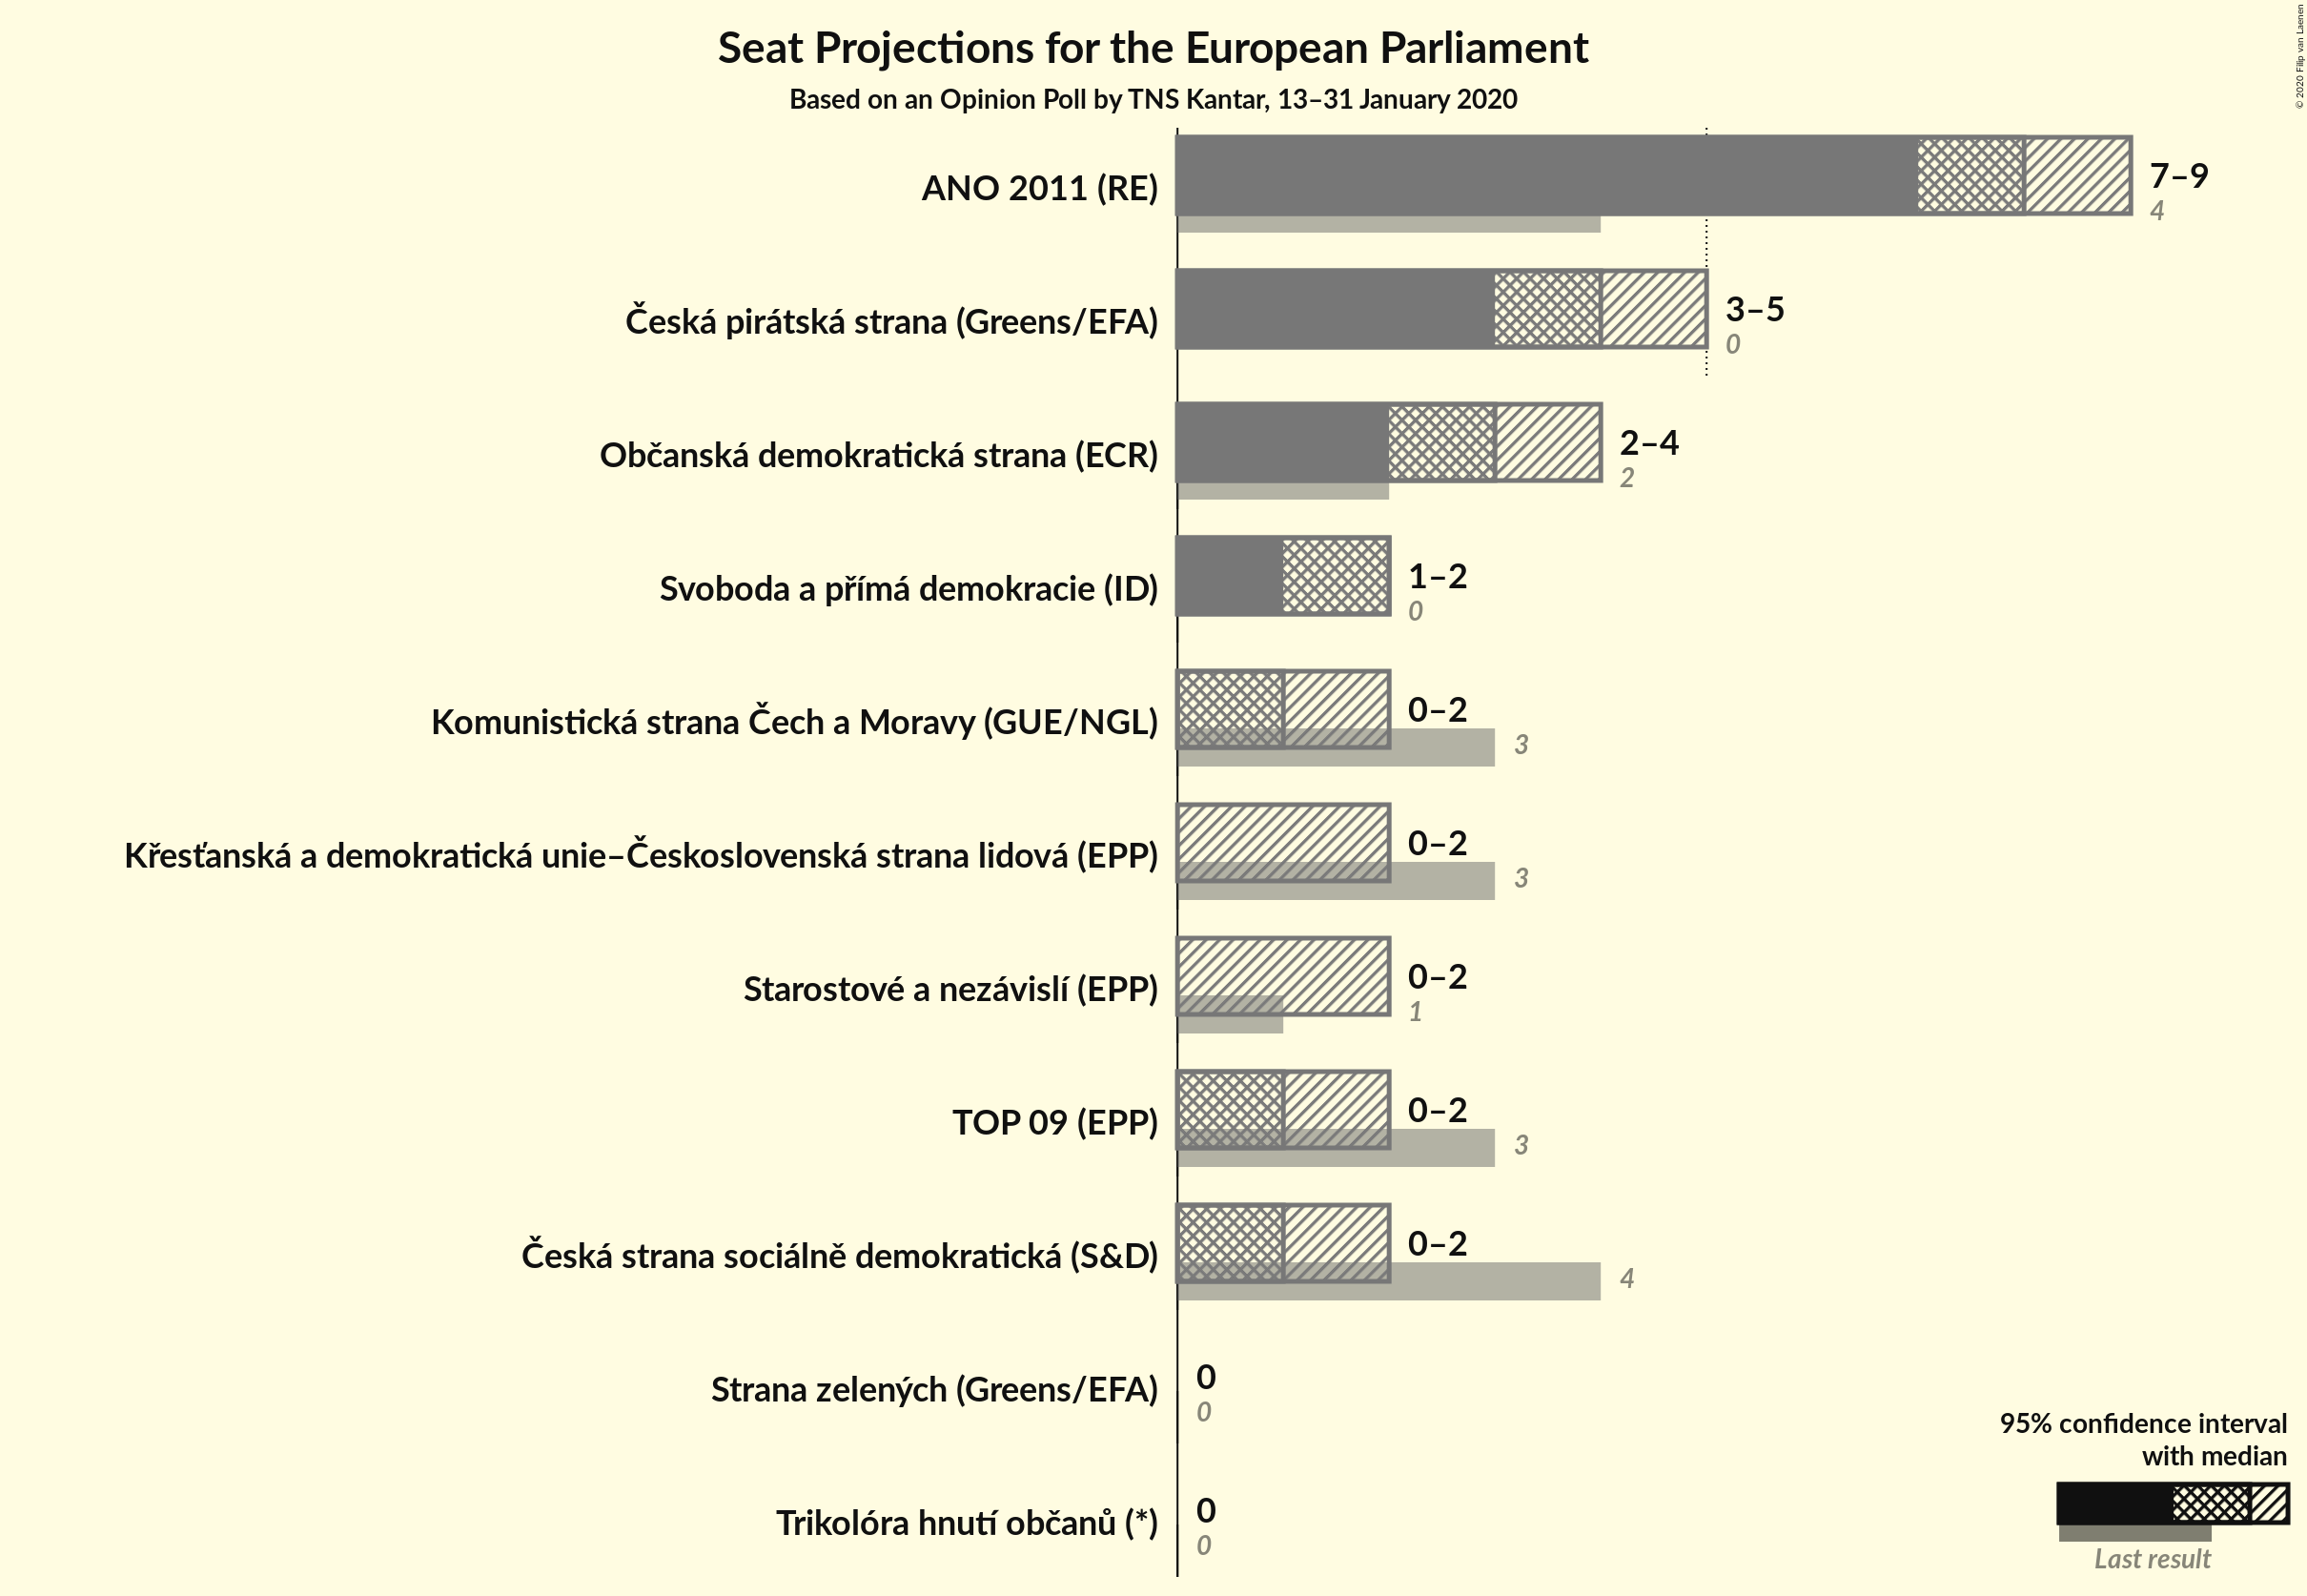 Seat Projections for the European Parliament
Based on an Opinion Poll by TNS Kantar, 13–31 January 2020
© 2020 Filip van Laenen
ANO 2011 (RE)
7–9
4
Česká pirátská strana (Greens/EFA)
3–5
0
Občanská demokratická strana (ECR)
2–4
2
Svoboda a přímá demokracie (ID)
1–2
0
Komunistická strana Čech a Moravy (GUE/NGL)
0–2
3
Křesťanská a demokratická unie–Československá strana lidová (EPP)
0–2
3
Starostové a nezávislí (EPP)
0–2
1
TOP 09 (EPP)
0–2
3
Česká strana sociálně demokratická (S&D)
0–2
4
Strana zelených (Greens/EFA)
0
0
Trikolóra hnutí občanů (*)
0
0
95% confidence interval
with median
Last result